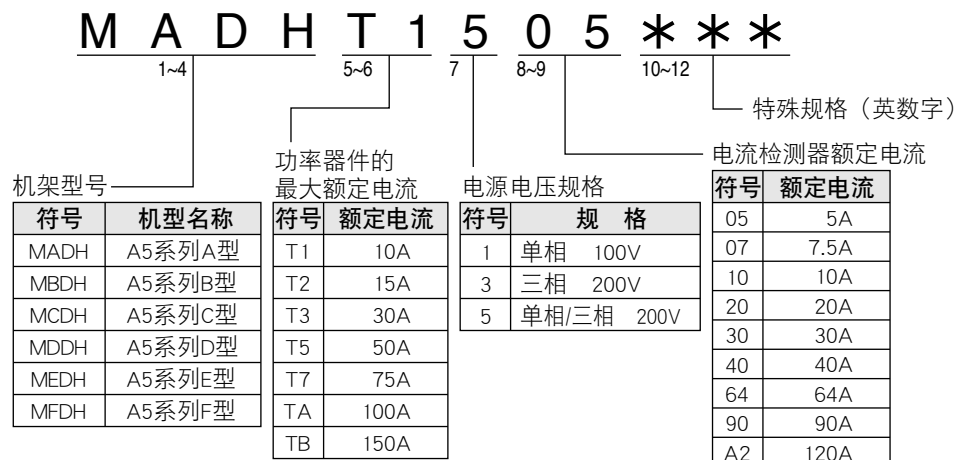 MADHT1505***
1~4 5~6 7 8~9 10~12
特殊规格（英数字）
电流检测器额定电流
符号 额定电流
05 5A
07 7.5A
10 10A
20 20A
30 30A
40 40A
64 64A
90 90A
A2 120A
电源电压规格
符号 规 格
1 单相 100V
3 三相 200V
5 单相/三相 200V
功率器件的
最大额定电流
符号 额定电流
T1 10A
T2 15A
T3 30A
T5 50A
T7 75A
TA 100A
TB 150A
机架型号
符号 机型名称
MADH A5系列A型
MBDH A5系列B型
MCDH A5系列C型
MDDH A5系列D型
MEDH A5系列E型
MFDH A5系列F型